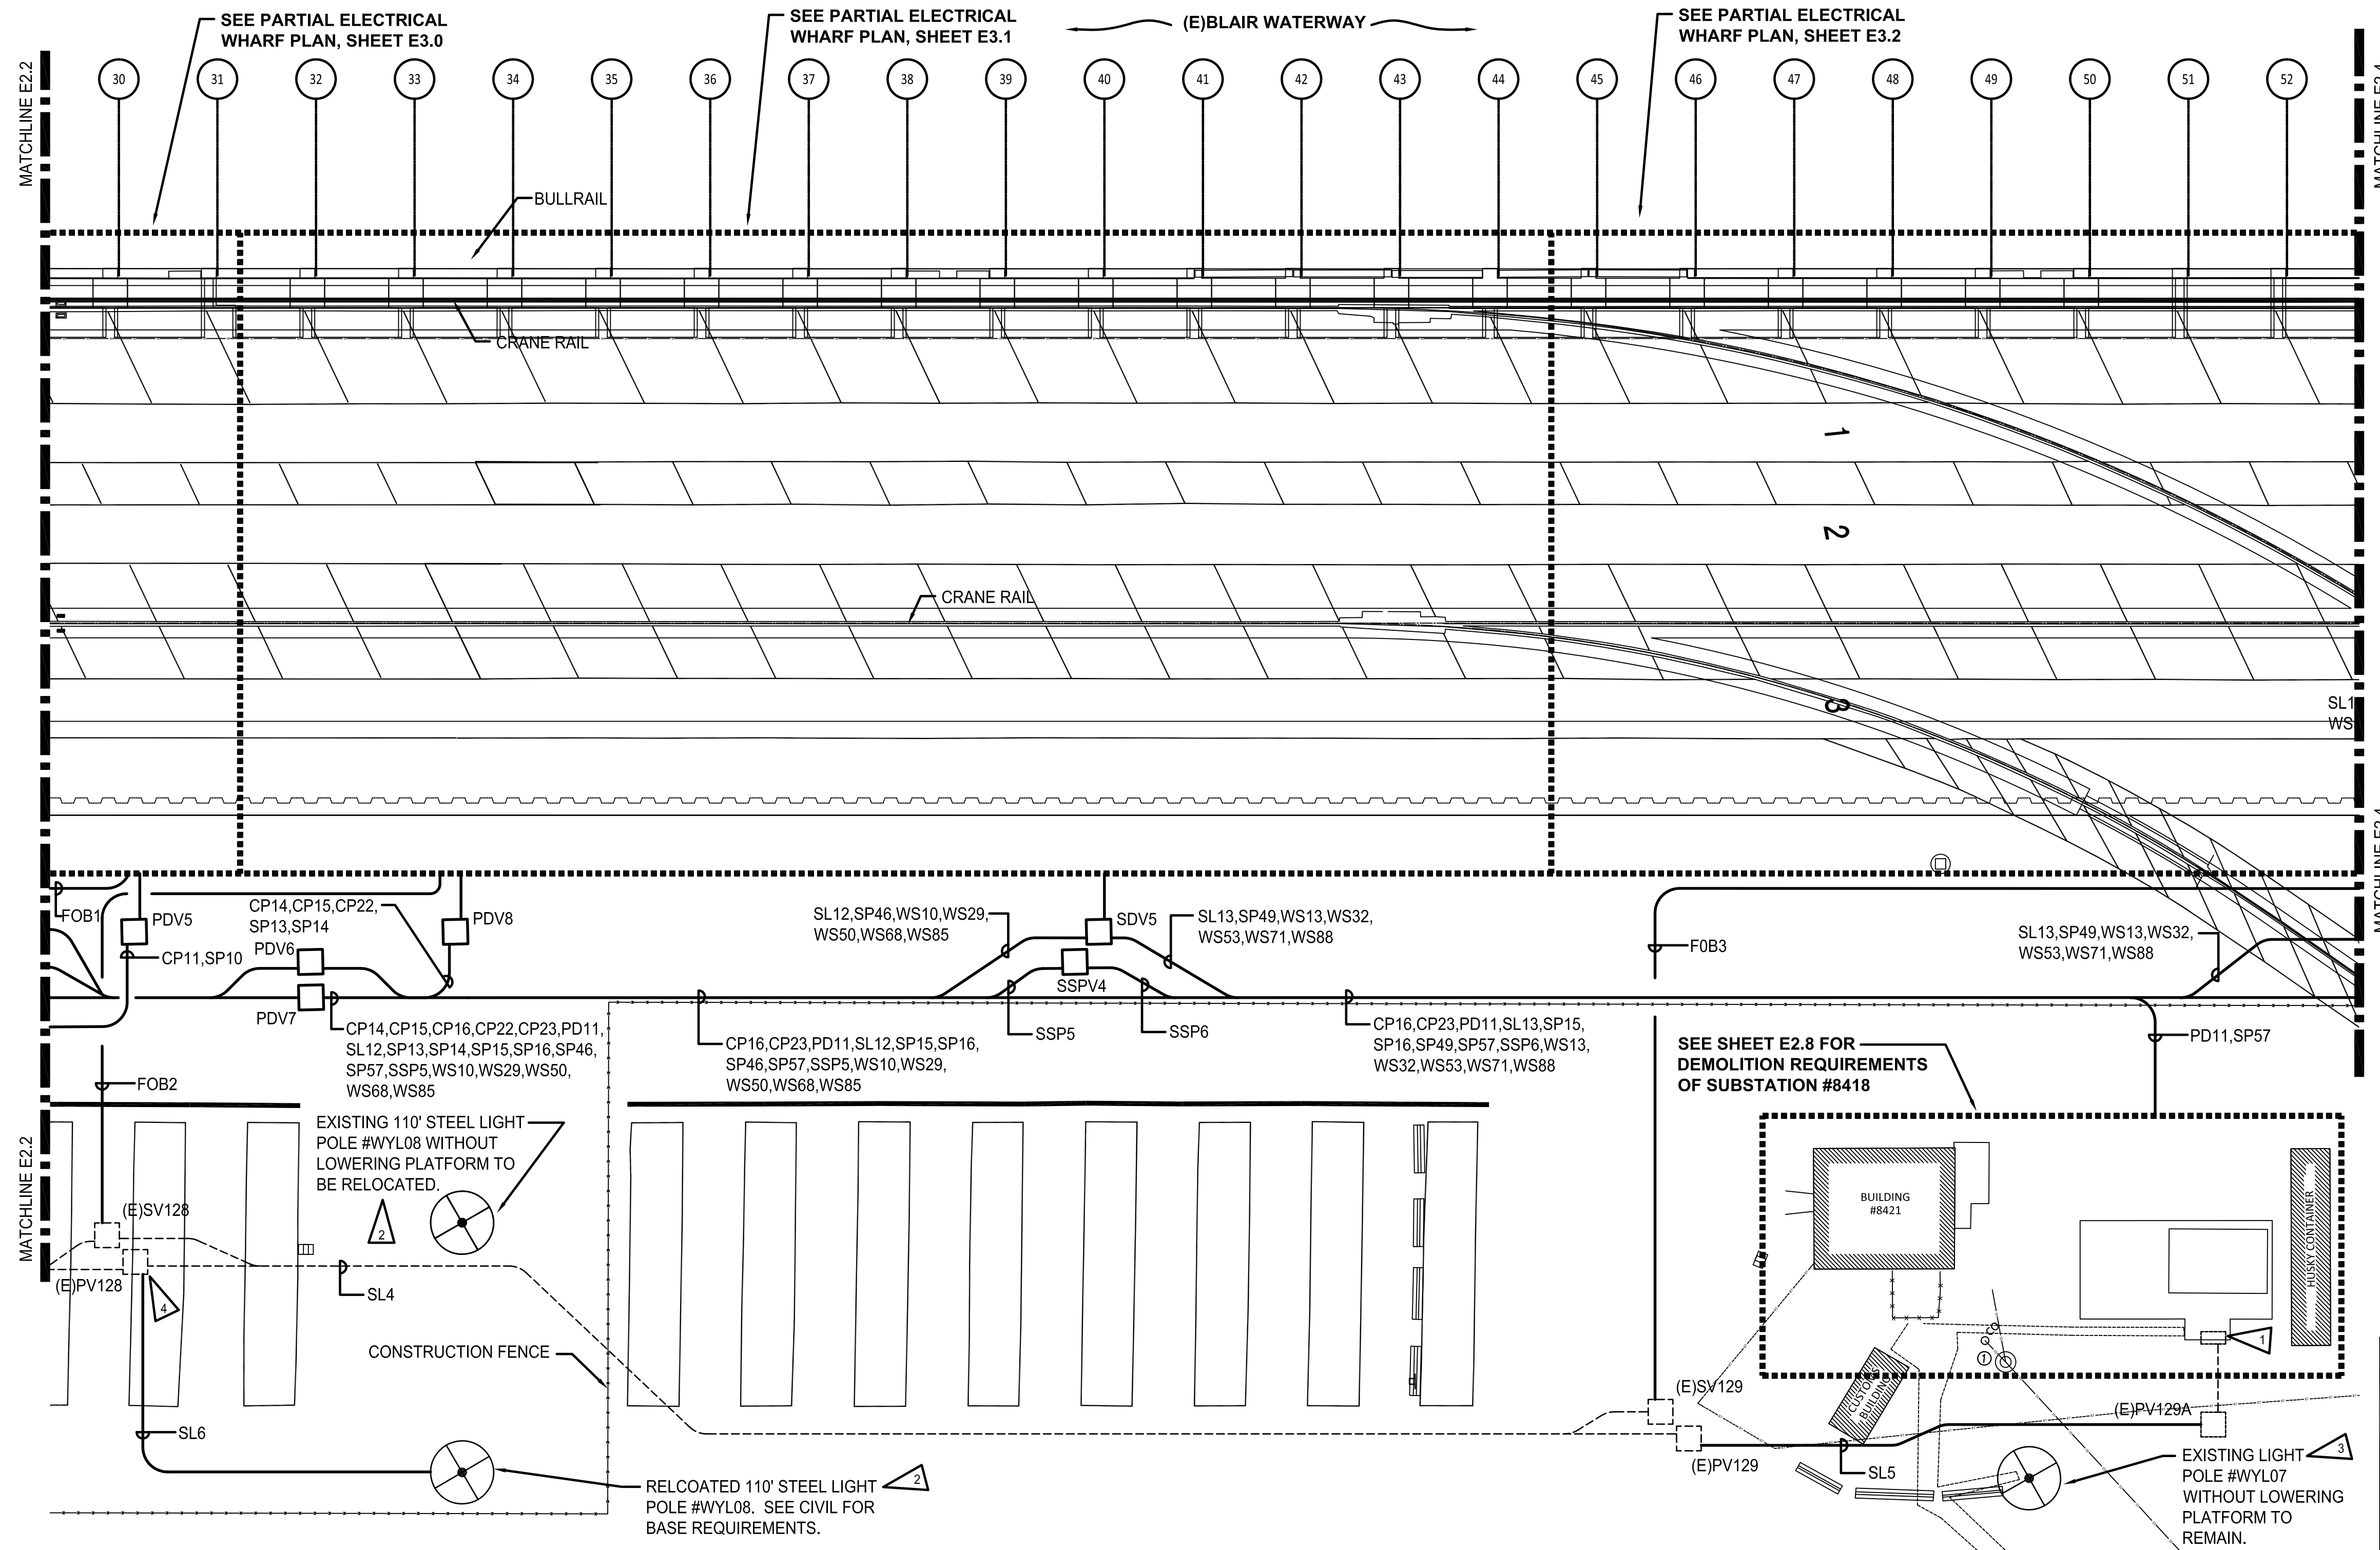 SEE PARTIAL ELECTRICAL
WHARF PLAN, SHEET E3.0
SEE PARTIAL ELECTRICAL
WHARF PLAN, SHEET E3.1
(E)BLAIR WATERWAY
SEE PARTIAL ELECTRICAL
WHARF PLAN, SHEET E3.2
MATCHLINE E2.2
30 31 32 33 34 35 36 37 38 39 40 41 42 43 44 45 46 47 48 49 50 51 52
MATCHLINE E2.4
BULLRAIL
CRANE RAIL
1
2
CRANE RAIL
3
SL1
WS
MATCHLINE E2.4
FOB1
PDV5
CP14,CP15,CP22,
SP13,SP14
PDV8
PDV6
CP11,SP10
PDV7
SL12,SP46,WS10,WS29,
WS50,WS68,WS85
SDV5
SL13,SP49,WS13,WS32,
WS53,WS71,WS88
SSPV4
F0B3
SL13,SP49,WS13,WS32,
WS53,WS71,WS88
CP14,CP15,CP16,CP22,CP23,PD11,
SL12,SP13,SP14,SP15,SP16,SP46,
SP57,SSP5,WS10,WS29,WS50,
WS68,WS85
CP16,CP23,PD11,SL12,SP15,SP16,
SP46,SP57,SSP5,WS10,WS29,
WS50,WS68,WS85
SSP5
SSP6
CP16,CP23,PD11,SL13,SP15,
SP16,SP49,SP57,SSP6,WS13,
WS32,WS53,WS71,WS88
PD11,SP57
SEE SHEET E2.8 FOR
DEMOLITION REQUIREMENTS
OF SUBSTATION #8418
FOB2
EXISTING 110' STEEL LIGHT
POLE #WYL08 WITHOUT
LOWERING PLATFORM TO
BE RELOCATED.
2
MATCHLINE E2.2
(E)SV128
(E)PV128
4
SL4
CONSTRUCTION FENCE
SL6
RELCOATED 110' STEEL LIGHT
POLE #WYL08. SEE CIVIL FOR
BASE REQUIREMENTS.
2
BUILDING
#8421
HUSKY CONTAINER
1
CO
1
CUSTOMS
BUILDING
(E)SV129
(E)PV129
(E)PV129A
SL5
EXISTING LIGHT
POLE #WYL07
WITHOUT LOWERING
PLATFORM TO
REMAIN.
3